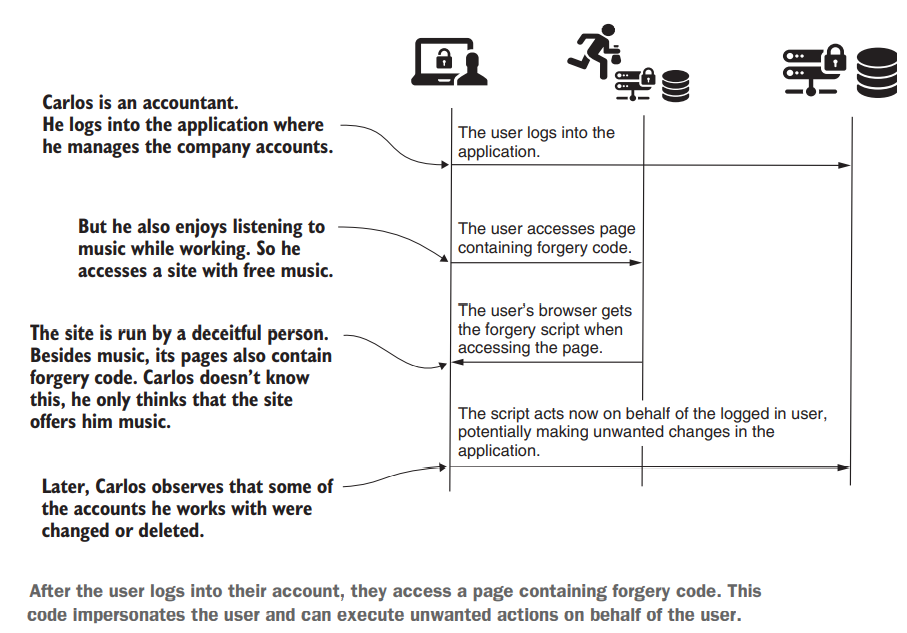 Carlos is an accountant.
He logs into the application where
he manages the company accounts.
The user logs into the
application.
But he also enjoys listening to
music while working. So he
accesses a site with free music.
The user accesses page
containing forgery code.
The site is run by a deceitful person.
Besides music, its pages also contain
forgery code. Carlos doesn’t know
this, he only thinks that the site
offers him music.
The user’s browser gets
the forgery script when
accessing the page.
The script acts now on behalf of the logged in user,
potentially making unwanted changes in the
application.
Later, Carlos observes that some of
the accounts he works with were
changed or deleted.
After the user logs into their account, they access a page containing forgery code. This
code impersonates the user and can execute unwanted actions on behalf of the user.